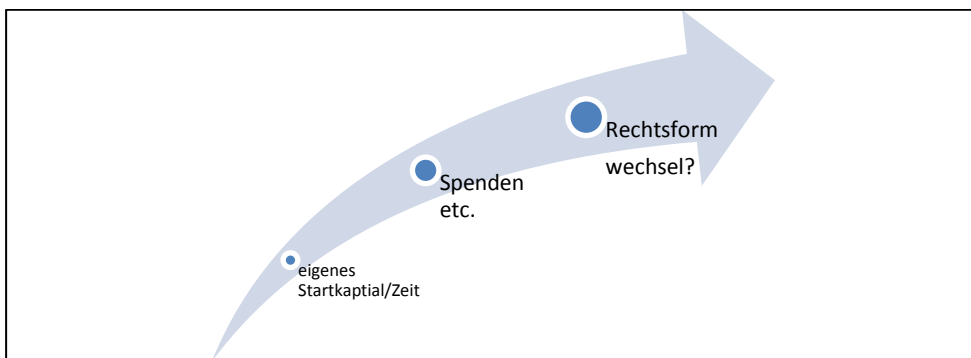 Rechtsform
wechsel?
Spenden
etc.
eigenes
Startkaptial/Zeit